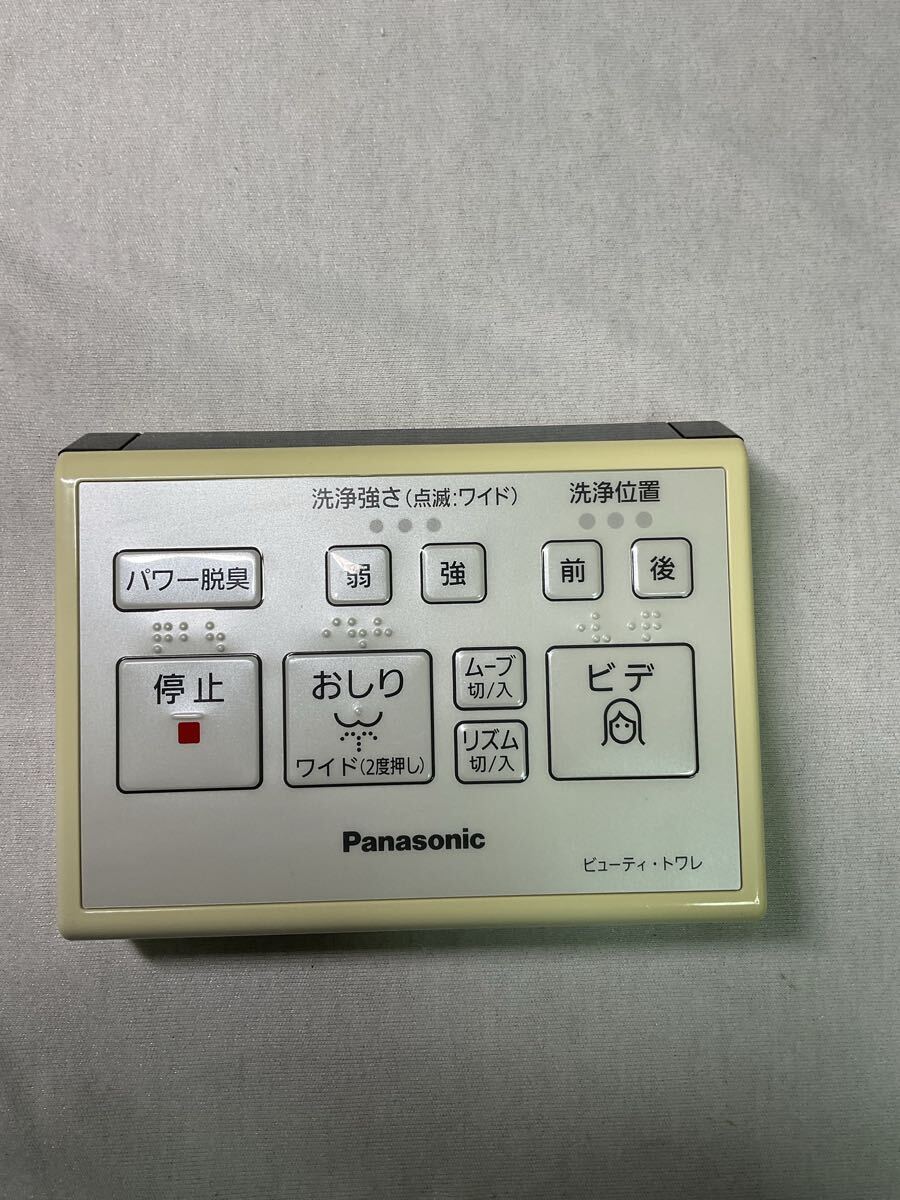 洗浄強さ(点滅:ワイド)
洗浄位置
パワー脱臭
弱
強
前
後
停止
おしり
ワイド(2度押し)
ムーブ
切/入
リズム
切/入
ビデ
Panasonic
ビューティ・トワレ